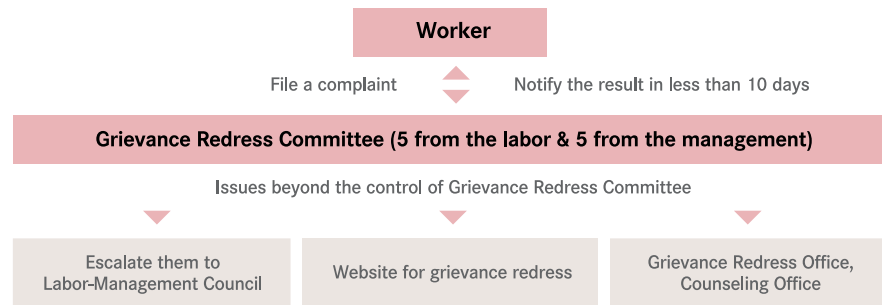 Worker
File a complaint
Notify the result in less than 10 days
Grievance Redress Committee (5 from the labor & 5 from the management)
Issues beyond the control of Grievance Redress Committee
Escalate them to
Labor-Management Council
Website for grievance redress
Grievance Redress Office,
Counseling Office